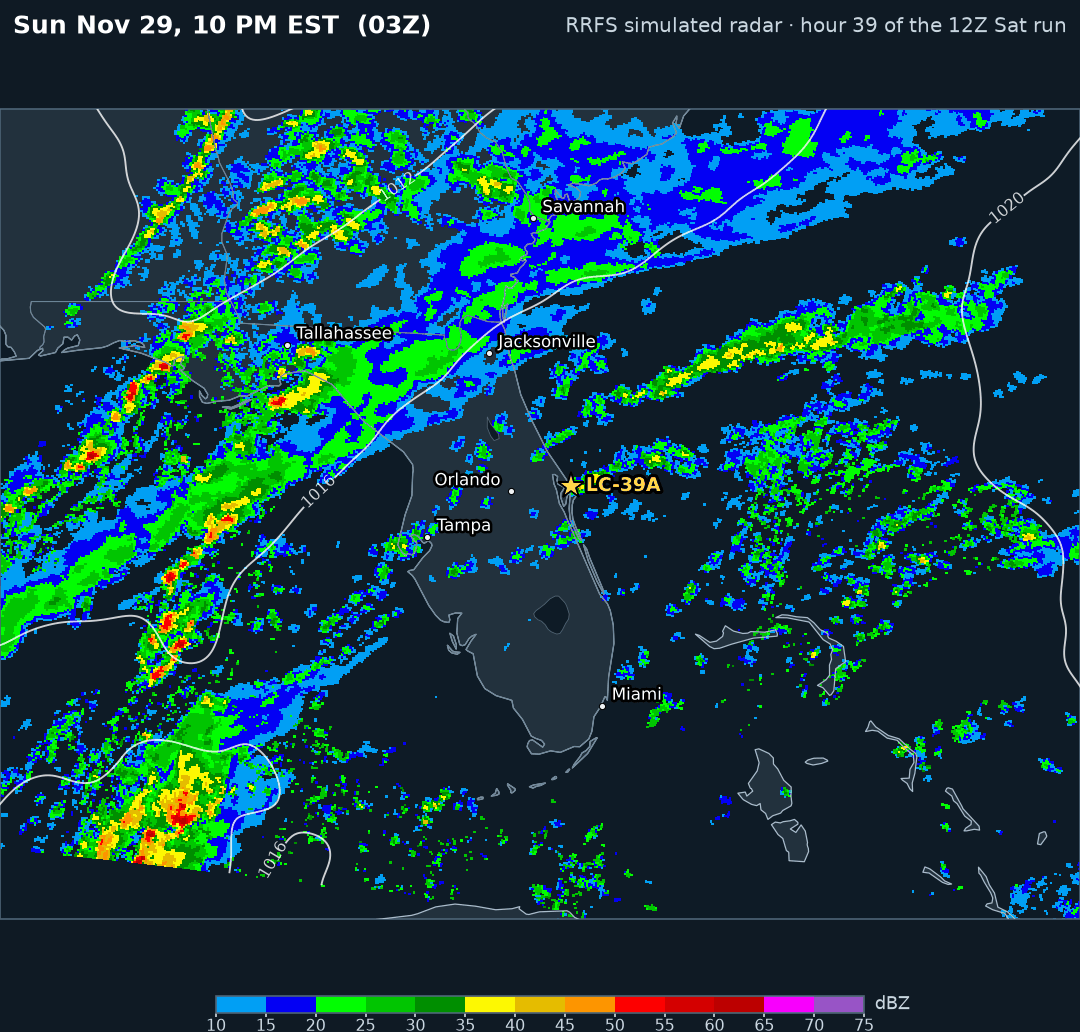 Sun Nov 29, 10 PM EST (03Z)
RRFS simulated radar · hour 39 of the 12Z Sat run
1012
1020
Savannah
Tallahassee
Jacksonville
1016
Orlando
LC-39A
Tampa
Miami
1016
dBZ
10 15 20 25 30 35 40 45 50 55 60 65 70 75